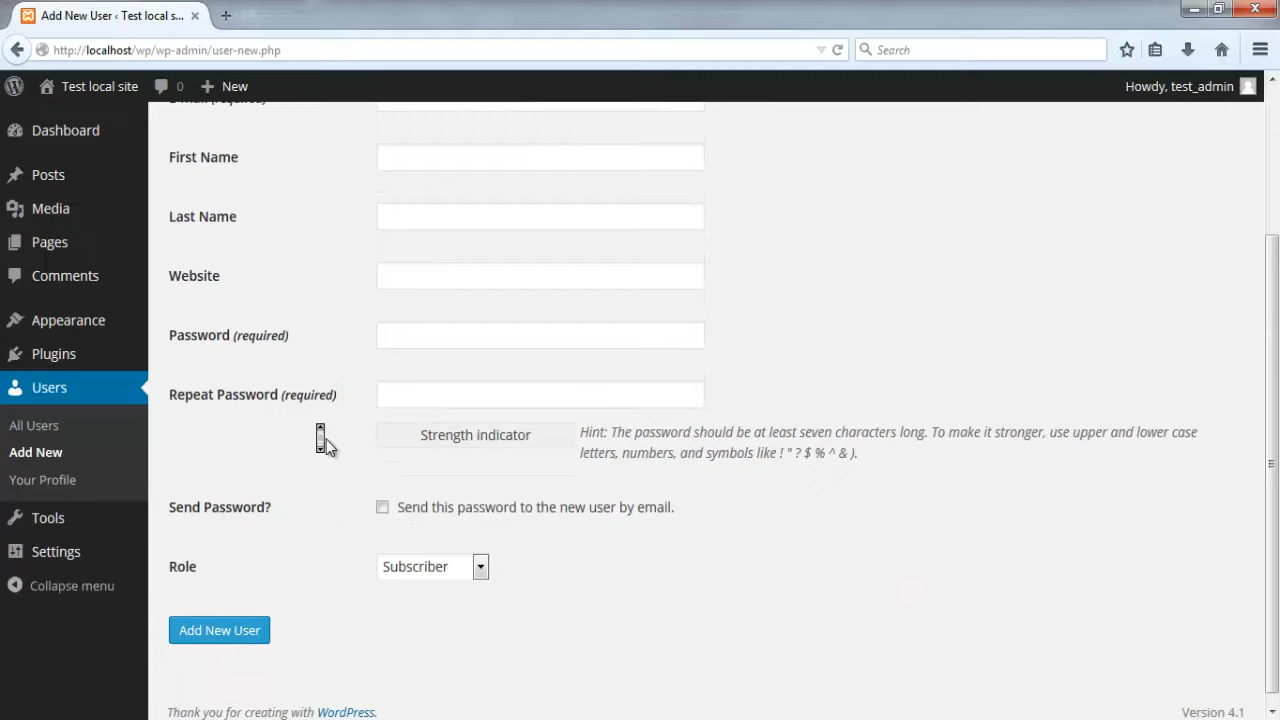 Add New User ‹ Test local s...
http://localhost/wp/wp-admin/user-new.php
Search
Test local site 0 New
Howdy, test_admin
Dashboard
Posts
Media
Pages
Comments
Appearance
Plugins
Users
All Users
Add New
Your Profile
Tools
Settings
Collapse menu
E-mail (required)
First Name
Last Name
Website
Password (required)
Repeat Password (required)
Strength indicator
Hint: The password should be at least seven characters long. To make it stronger, use upper and lower case
letters, numbers, and symbols like ! " ? $ % ^ & ).
Send Password?
Send this password to the new user by email.
Role
Subscriber
Add New User
Thank you for creating with WordPress.
Version 4.1